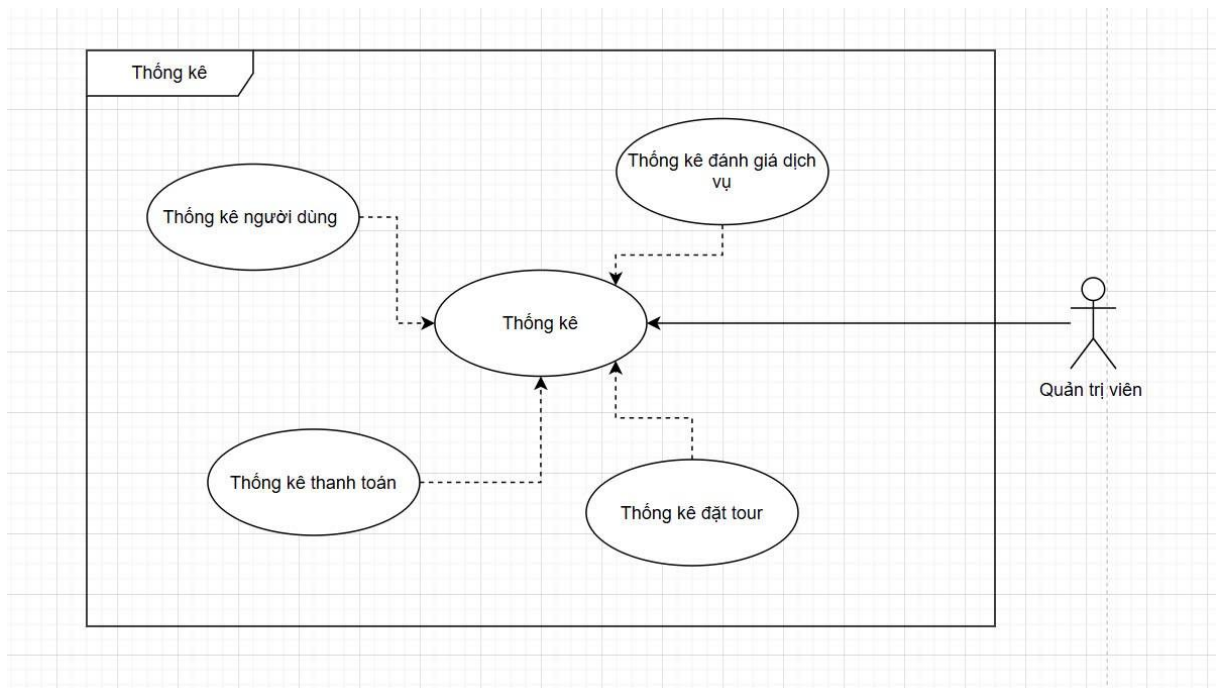 Thống kê
Thống kê đánh giá dịch
vụ
Thống kê người dùng
Thống kê
Quản trị viên
Thống kê thanh toán
Thống kê đặt tour